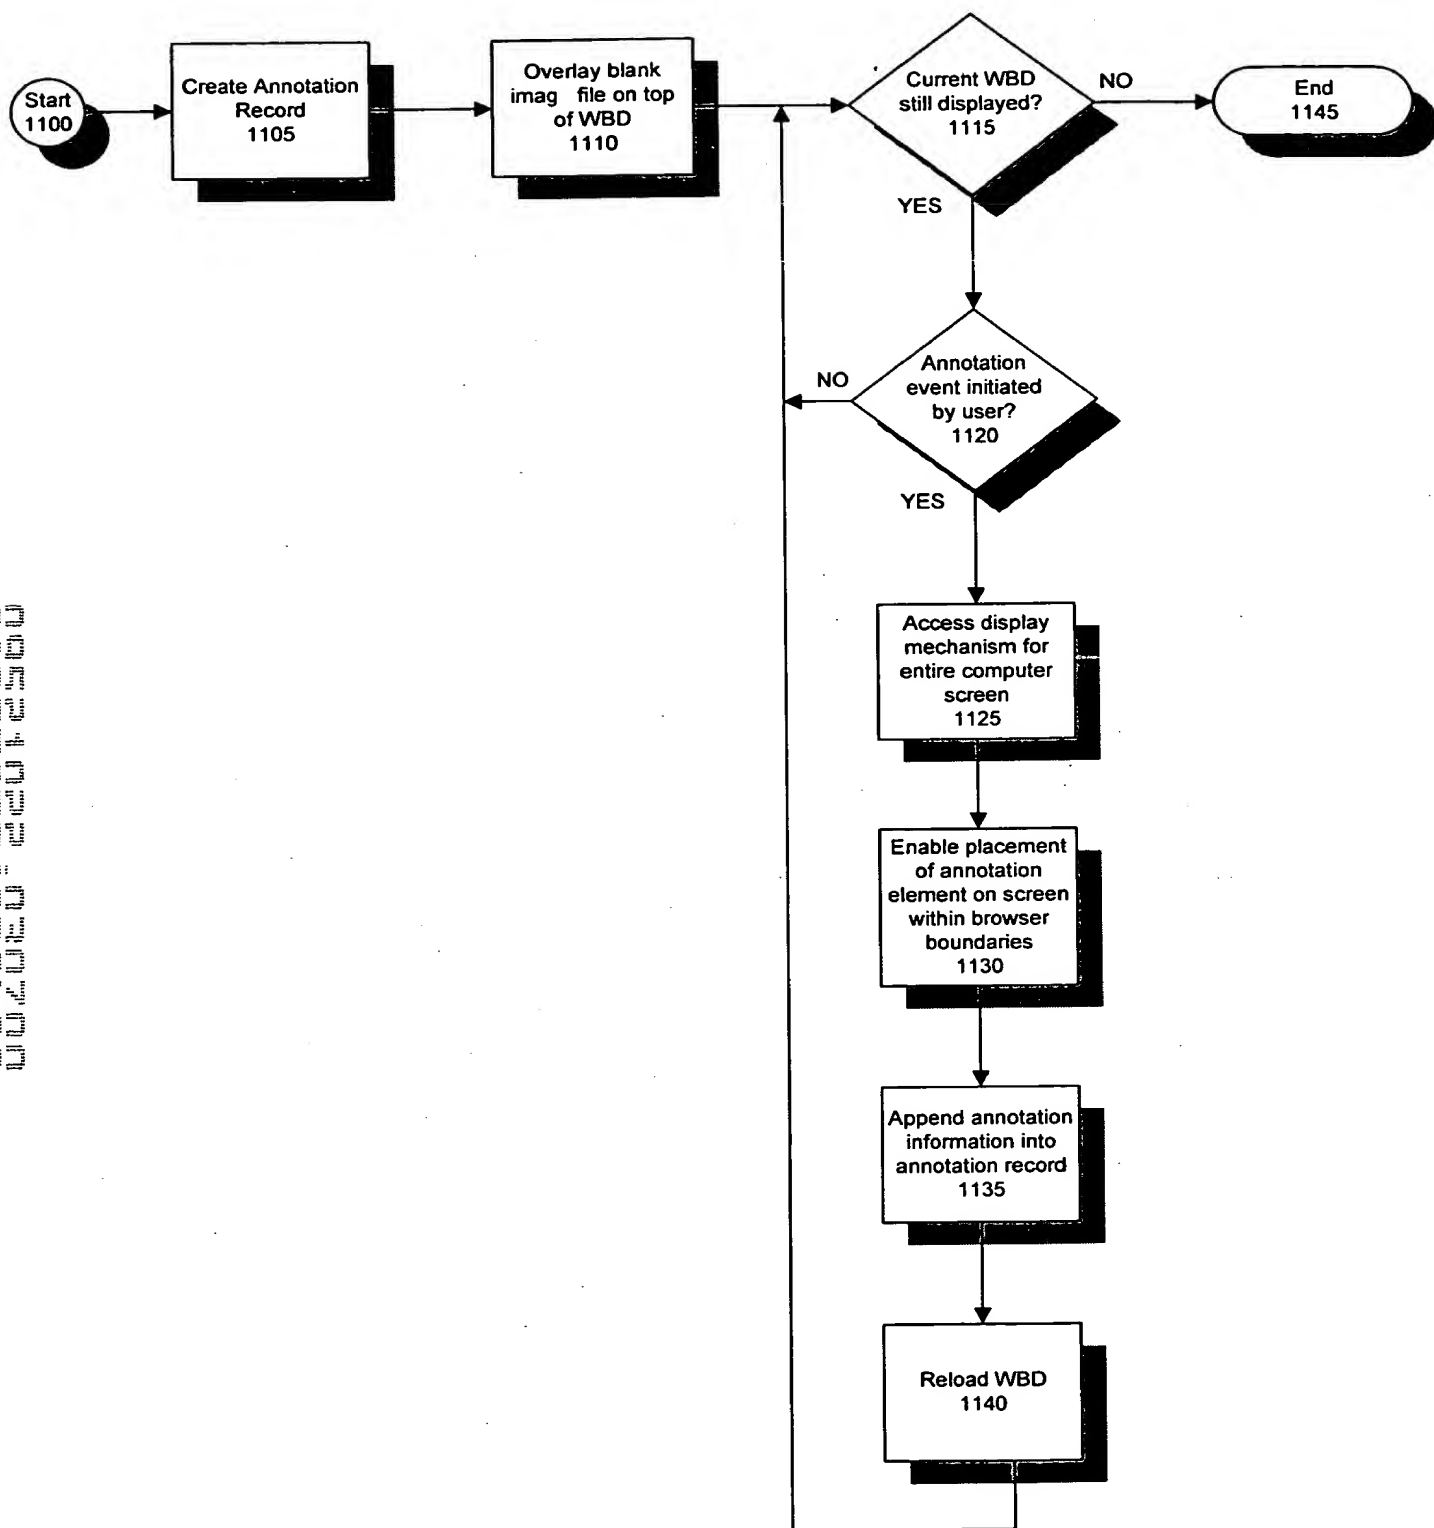 Start
1100
Create Annotation
Record
1105
Overlay blank
imag file on top
of WBD
1110
Current WBD
still displayed?
1115
NO
End
1145
YES
Annotation
event initiated
by user?
1120
NO
YES
Access display
mechanism for
entire computer
screen
1125
Enable placement
of annotation
element on screen
within browser
boundaries
1130
Append annotation
information into
annotation record
1135
Reload WBD
1140